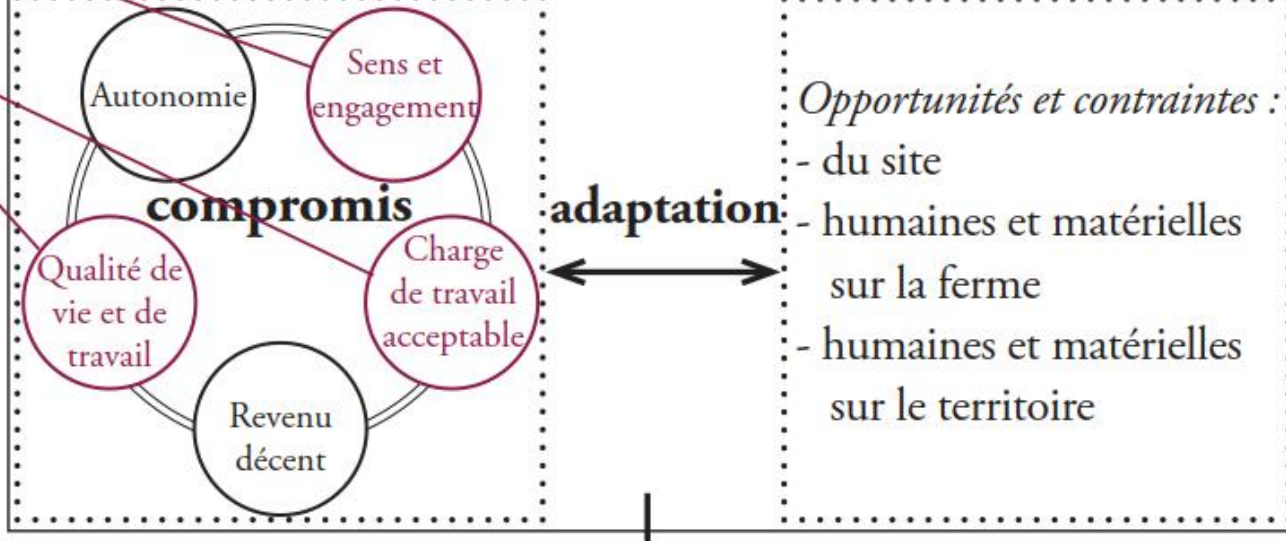 Autonomie
Sens et
engagement
compromis
Qualité de
vie et de
travail
Charge
de travail
acceptable
Revenu
décent
adaptation
Opportunités et contraintes :
- du site
- humaines et matérielles
sur la ferme
- humaines et matérielles
sur le territoire